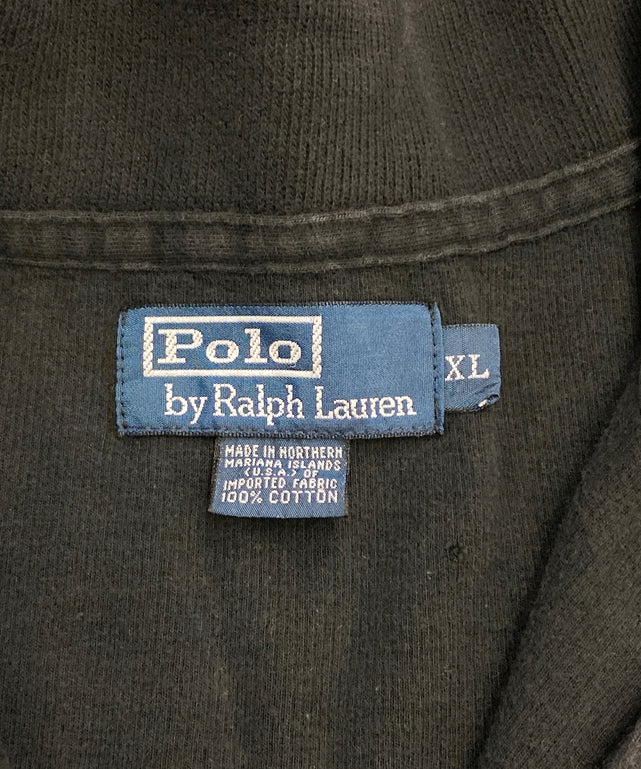 Polo
by Ralph Lauren
XL
MADE IN NORTHERN
MARIANA ISLANDS
(U.S.A.) OF
IMPORTED FABRIC
100% COTTON